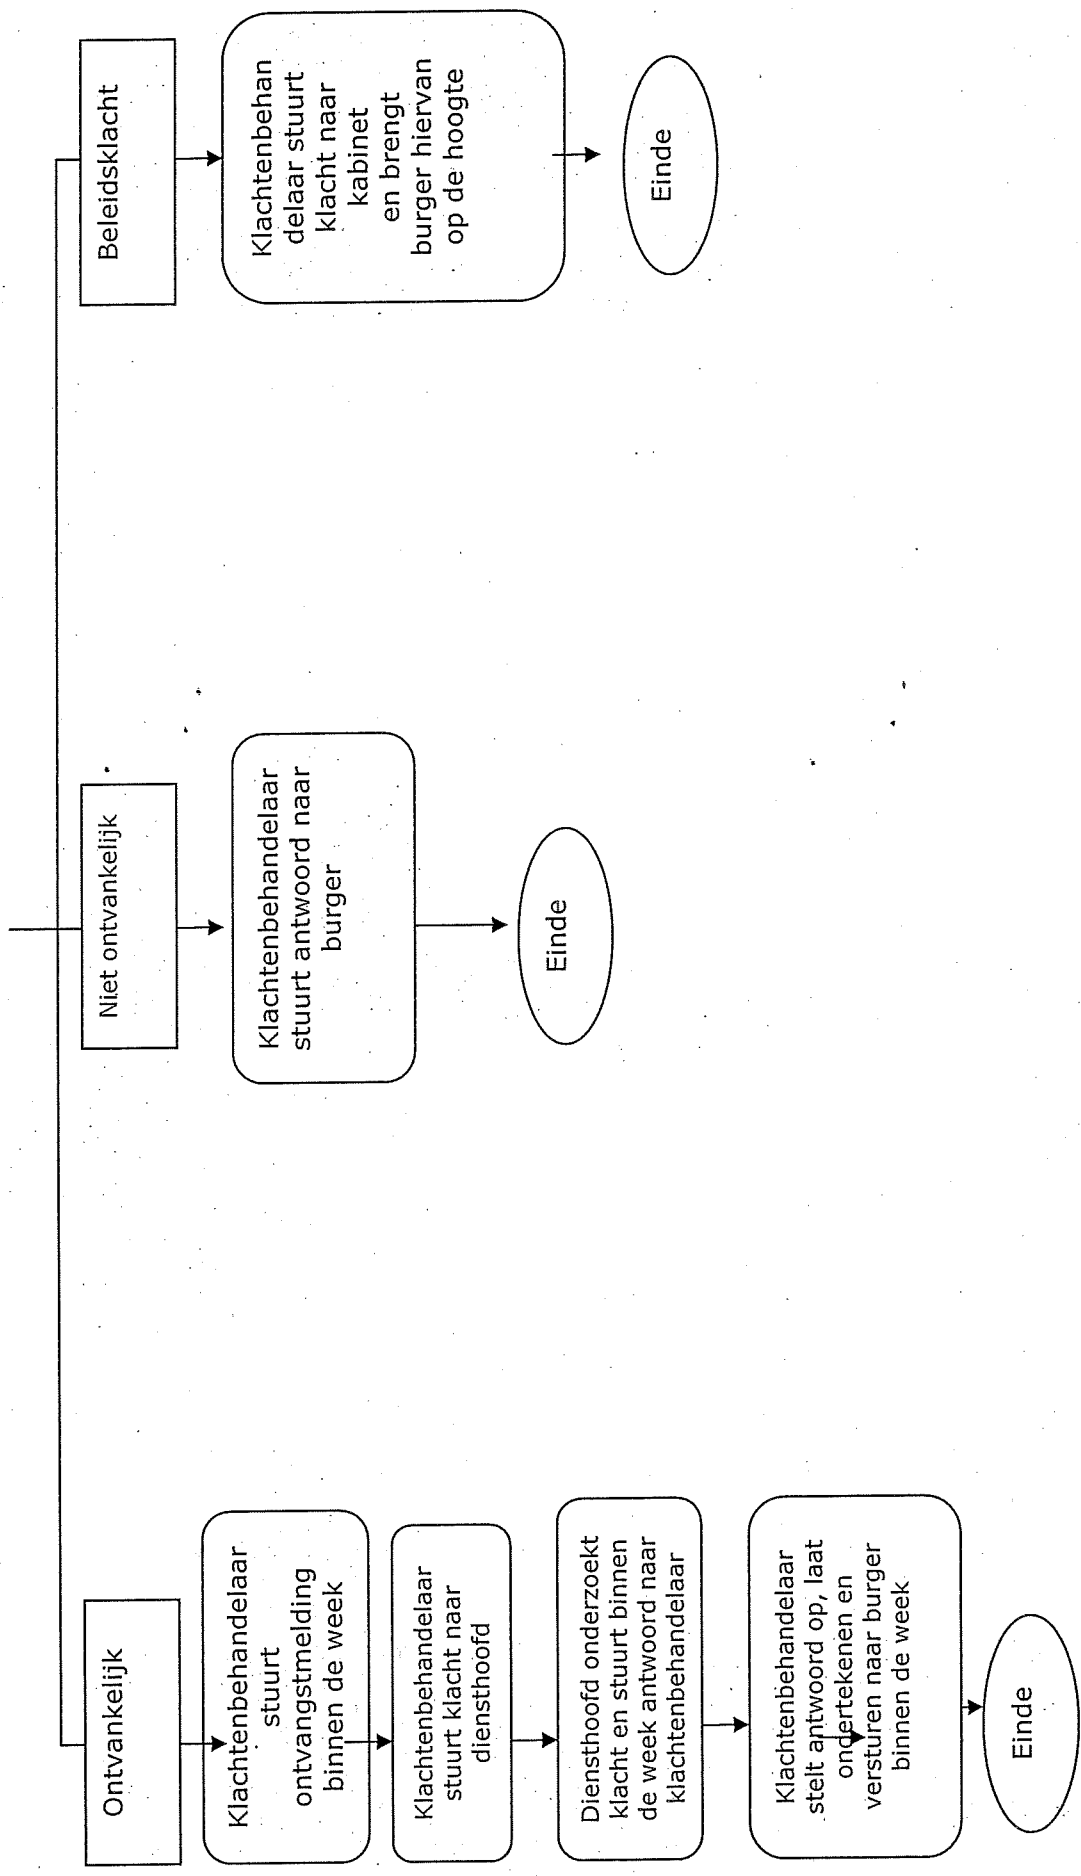 Ontvankelijk
Klachtenbehandelaar
stuurt
ontvangstmelding
binnen de week
Klachtenbehandelaar
stuurt klacht naar
diensthoofd
Diensthoofd onderzoekt
klacht en stuurt binnen
de week antwoord naar
klachtenbehandelaar
Klachtenbehandelaar
stelt antwoord op, laat
ondertekenen en
versturen naar burger
binnen de week
Einde
Niet ontvankelijk
Klachtenbehandelaar
stuurt antwoord naar
burger
Einde
Beleidsklacht
Klachtenbehan
delaar stuurt
klacht naar
kabinet
en brengt
burger hiervan
op de hoogte
Einde